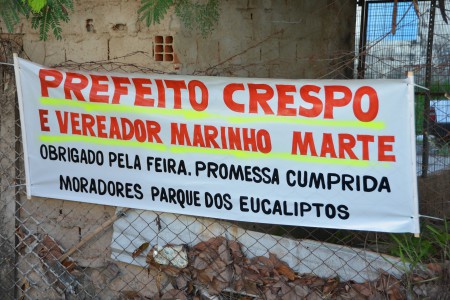 PREFEITO CRESPO
E VEREADOR MARINHO MARTE
OBRIGADO PELA FEIRA. PROMESSA CUMPRIDA
MORADORES PARQUE DOS EUCALIPTOS